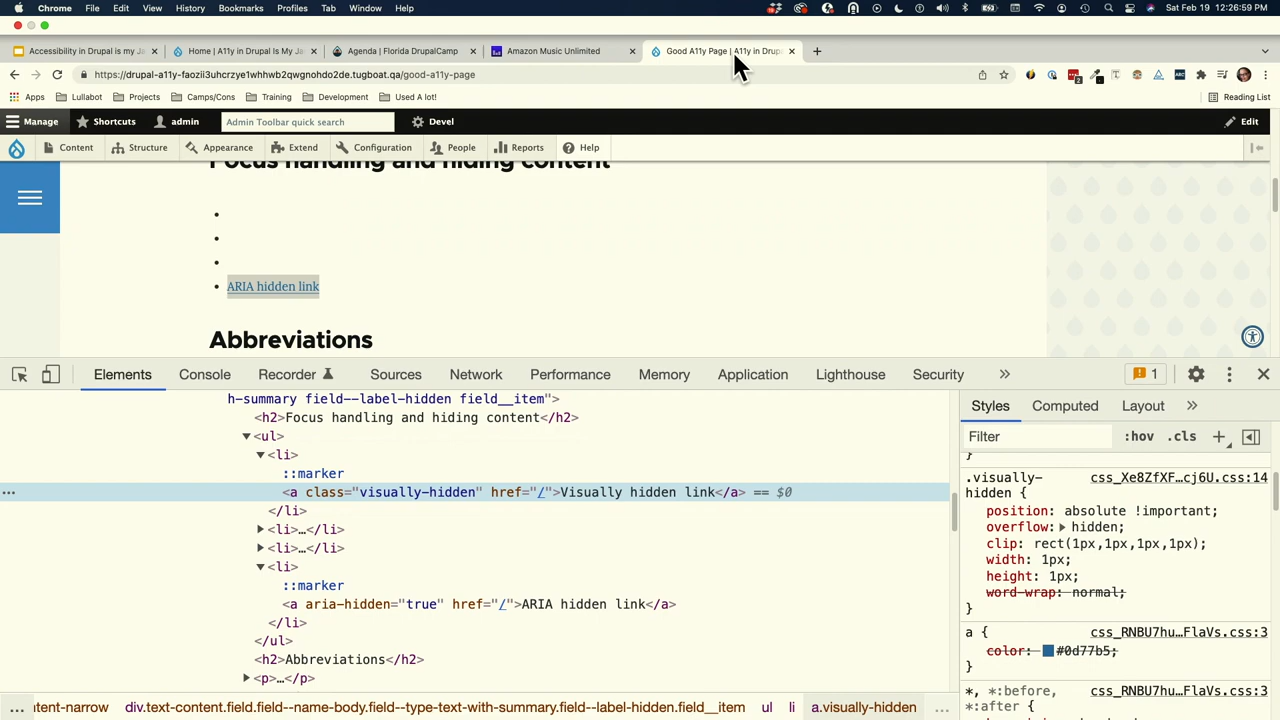 Chrome File Edit View History Bookmarks Profiles Tab Window Help Sat Feb 19 12:26:59 PM
Accessibility in Drupal is my Ja Home | A11y in Drupal Is My Jam Agenda | Florida DrupalCamp Amazon Music Unlimited Good A11y Page | A11y in Drup
https://drupal-a11y-faozii3uhcrzye1whhwb2qwgnohdo2de.tugboat.qa/good-a11y-page
Apps Lullabot Projects Camps/Cons Training Development Used A lot! Reading List
Manage Shortcuts admin Admin Toolbar quick search Devel Edit
Content Structure Appearance Extend Configuration People Reports Help
Focus handling and hiding content
ARIA hidden link
Abbreviations
Elements Console Recorder Sources Network Performance Memory Application Lighthouse Security 1
h-summary field--label-hidden field__item">
<h2>Focus handling and hiding content</h2>
<ul>
<li>
::marker
<a class="visually-hidden" href="/">Visually hidden link</a> == $0
</li>
<li>…</li>
<li>…</li>
<li>
::marker
<a aria-hidden="true" href="/">ARIA hidden link</a>
</li>
</ul>
<h2>Abbreviations</h2>
<p>…</p>
... ntent-narrow div.text-content.field.field--name-body.field--type-text-with-summary.field--label-hidden.field__item ul li a.visually-hidden ...
Styles Computed Layout
Filter :hov .cls
}
.visually-hidden { css_Xe8ZfXF…cj6U.css:14
position: absolute !important;
overflow: hidden;
clip: rect(1px,1px,1px,1px);
width: 1px;
height: 1px;
word-wrap: normal;
}
a { css_RNBU7hu…FlaVs.css:3
color: #0d77b5;
}
*, *:before, *:after { css_RNBU7hu…FlaVs.css:3